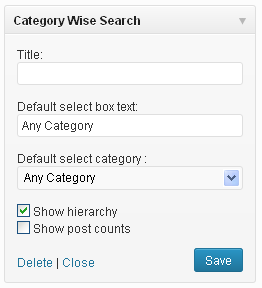 Category Wise Search
Title:
Default select box text:
Any Category
Default select category :
Any Category
Show hierarchy
Show post counts
Delete | Close
Save